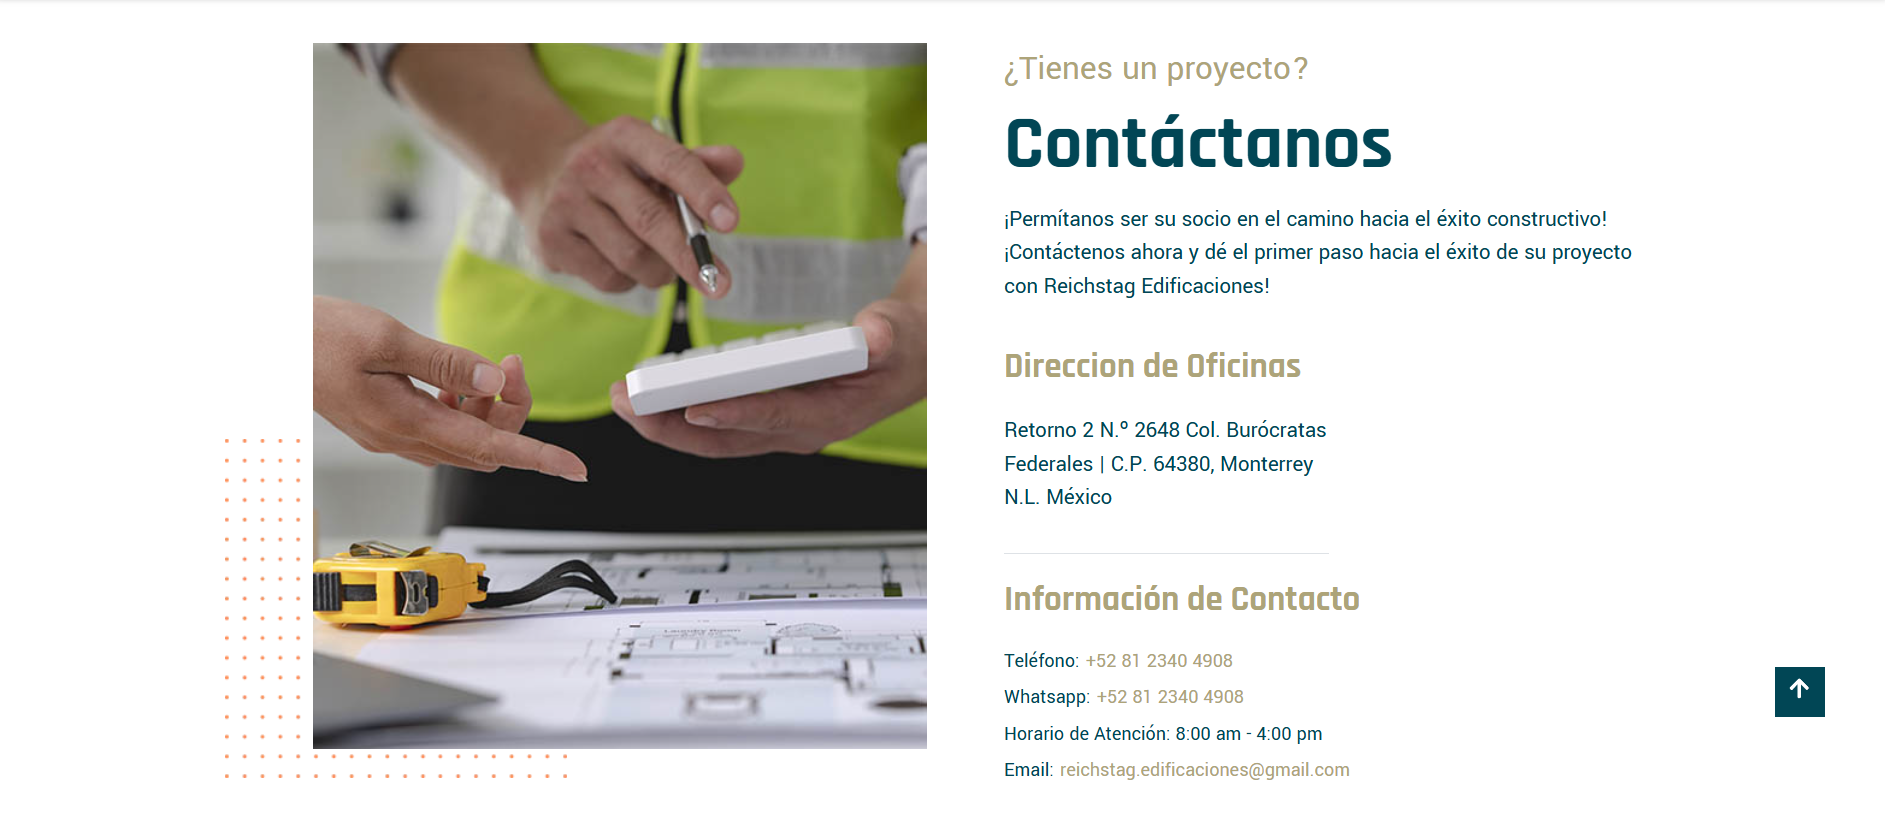 ¿Tienes un proyecto?
Contáctanos
¡Permítanos ser su socio en el camino hacia el éxito constructivo!
¡Contáctenos ahora y dé el primer paso hacia el éxito de su proyecto
con Reichstag Edificaciones!
Direccion de Oficinas
Retorno 2 N.º 2648 Col. Burócratas
Federales | C.P. 64380, Monterrey
N.L. México
Información de Contacto
Teléfono: +52 81 2340 4908
Whatsapp: +52 81 2340 4908
Horario de Atención: 8:00 am - 4:00 pm
Email: reichstag.edificaciones@gmail.com
Laundry Room